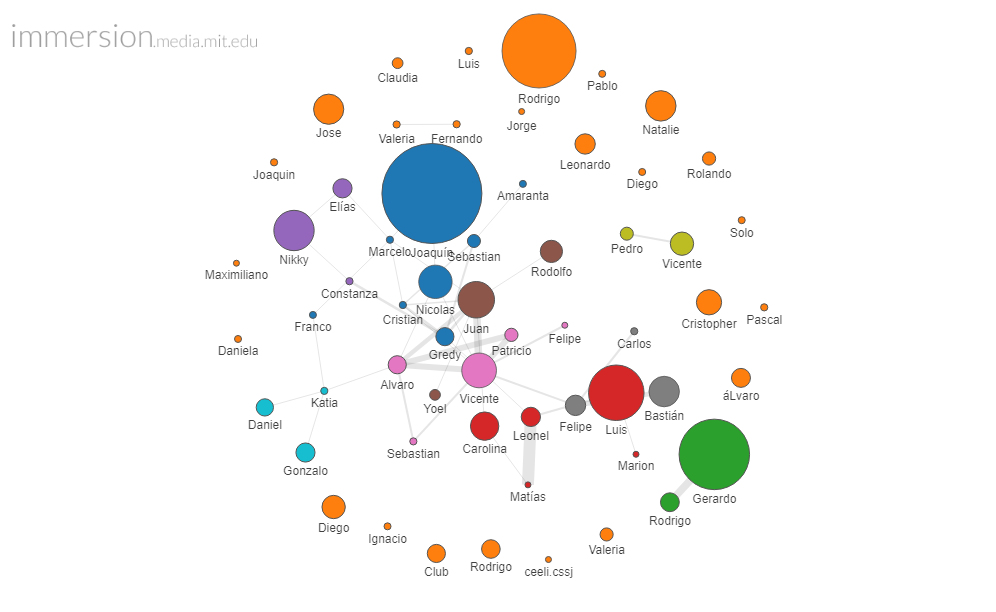 immersion.media.mit.edu
Luis
Claudia
Pablo
Rodrigo
Jorge
Natalie
Jose
Valeria
Fernando
Leonardo
Joaquin
Rolando
Diego
Amaranta
Elías
Solo
Pedro
Marcelo
Joaquín
Sebastian
Nikky
Vicente
Rodolfo
Maximiliano
Constanza
Nicolas
Cristian
Pascal
Cristopher
Franco
Juan
Felipe
Carlos
Daniela
Gredy
Patricio
Alvaro
áLvaro
Vicente
Katia
Yoel
Bastián
Daniel
Felipe
Luis
Leonel
Carolina
Sebastian
Marion
Gonzalo
Matías
Gerardo
Rodrigo
Diego
Ignacio
Valeria
Club
Rodrigo
ceeli.cssj